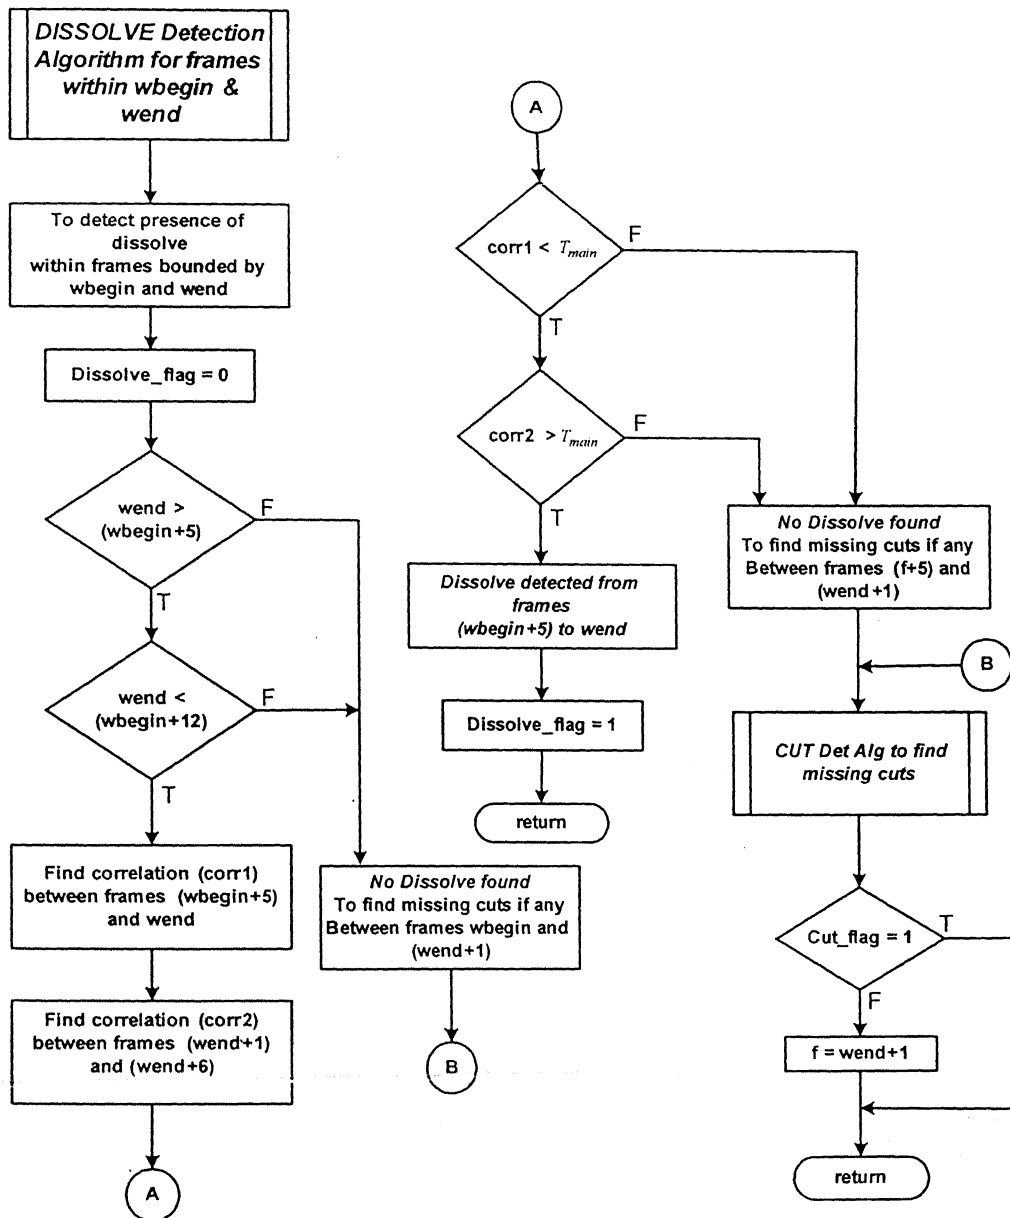 DISSOLVE Detection
Algorithm for frames
within wbegin &
wend
To detect presence of
dissolve
within frames bounded by
wbegin and wend
Dissolve_flag = 0
wend >
(wbegin+5)
F
T
wend <
(wbegin+12)
F
T
Find correlation (corr1)
between frames (wbegin+5)
and wend
Find correlation (corr2)
between frames (wend+1)
and (wend+6)
A
No Dissolve found
To find missing cuts if any
Between frames wbegin and
(wend+1)
B
A
corr1 < Tmain
F
T
corr2 > Tmain
F
T
Dissolve detected from
frames
(wbegin+5) to wend
Dissolve_flag = 1
return
No Dissolve found
To find missing cuts if any
Between frames (f+5) and
(wend+1)
B
CUT Det Alg to find
missing cuts
Cut_flag = 1
T
F
f = wend+1
return